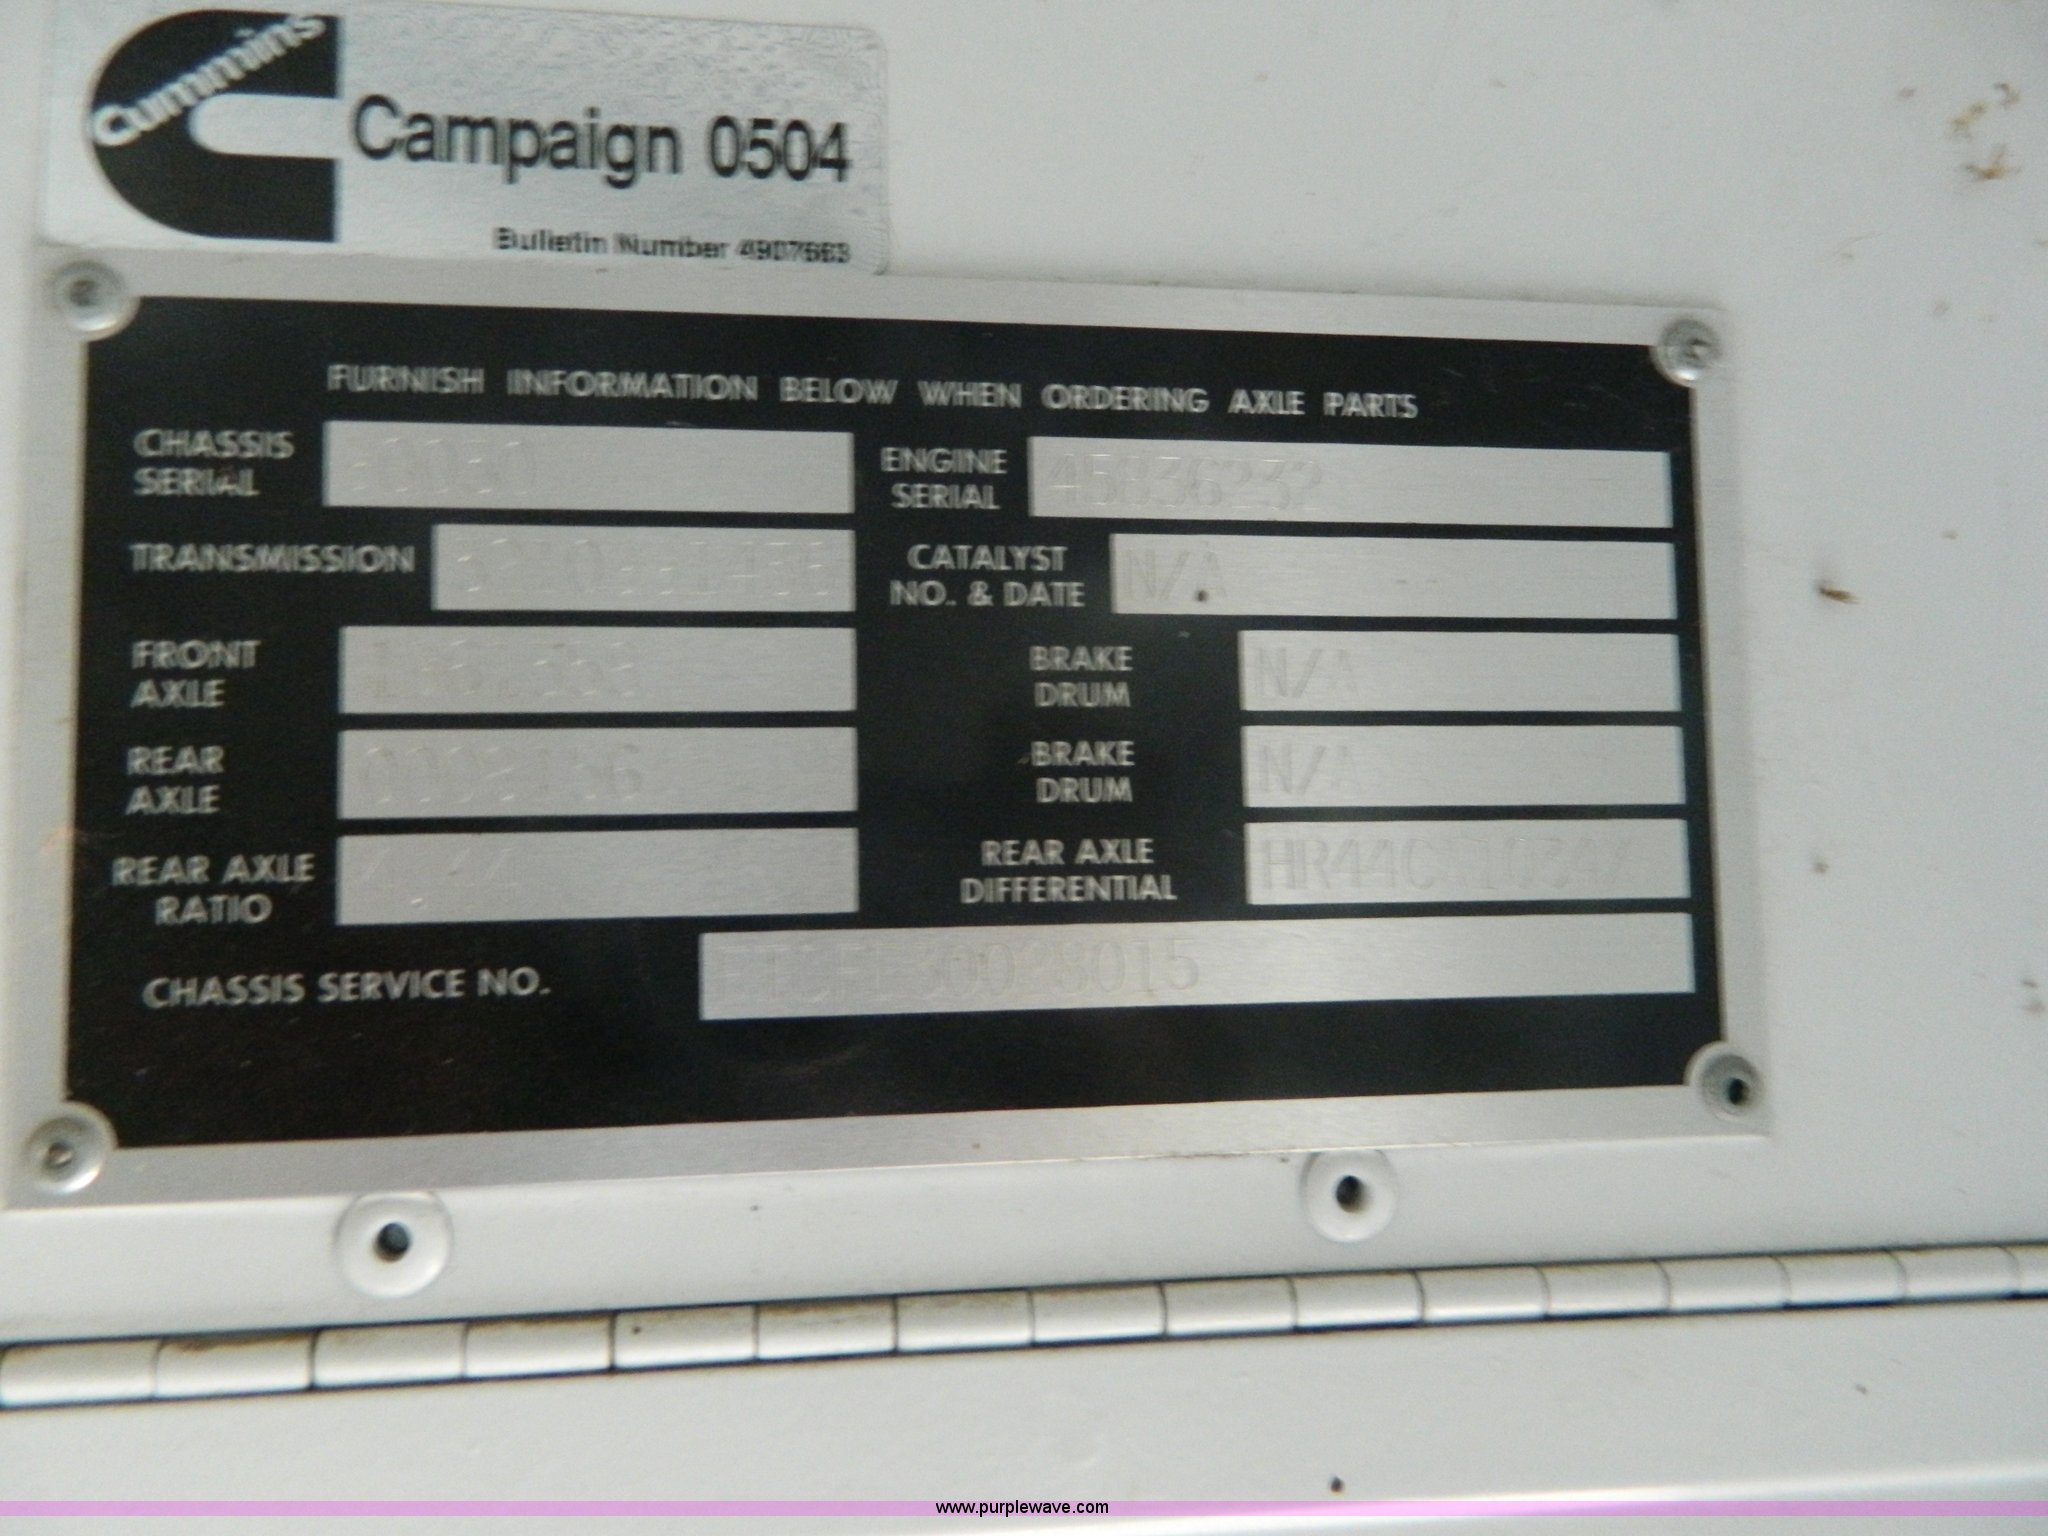 Cummins
Campaign 0504
Bulletin Number 4907663
FURNISH INFORMATION BELOW WHEN ORDERING AXLE PARTS
CHASSIS SERIAL
ENGINE SERIAL 45836232
TRANSMISSION
CATALYST NO. & DATE N/A
FRONT AXLE
BRAKE DRUM N/A
REAR AXLE
BRAKE DRUM N/A
REAR AXLE RATIO
REAR AXLE DIFFERENTIAL
CHASSIS SERVICE NO.
www.purplewave.com